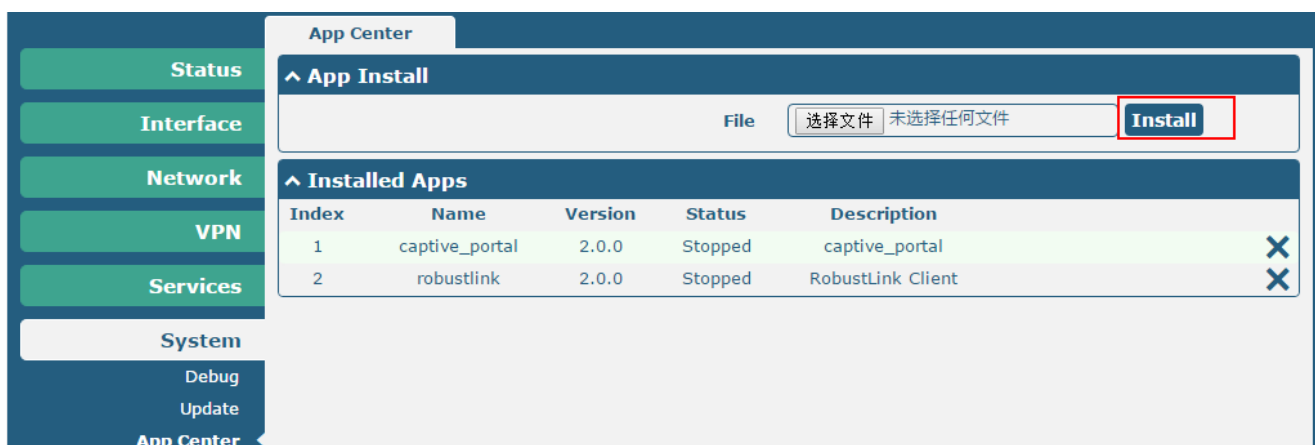 App Center
Status
App Install
Interface
File 选择文件 未选择任何文件 Install
Network
Installed Apps
Index Name Version Status Description
VPN
1 captive_portal 2.0.0 Stopped captive_portal
2 robustlink 2.0.0 Stopped RobustLink Client
Services
System
Debug
Update
App Center